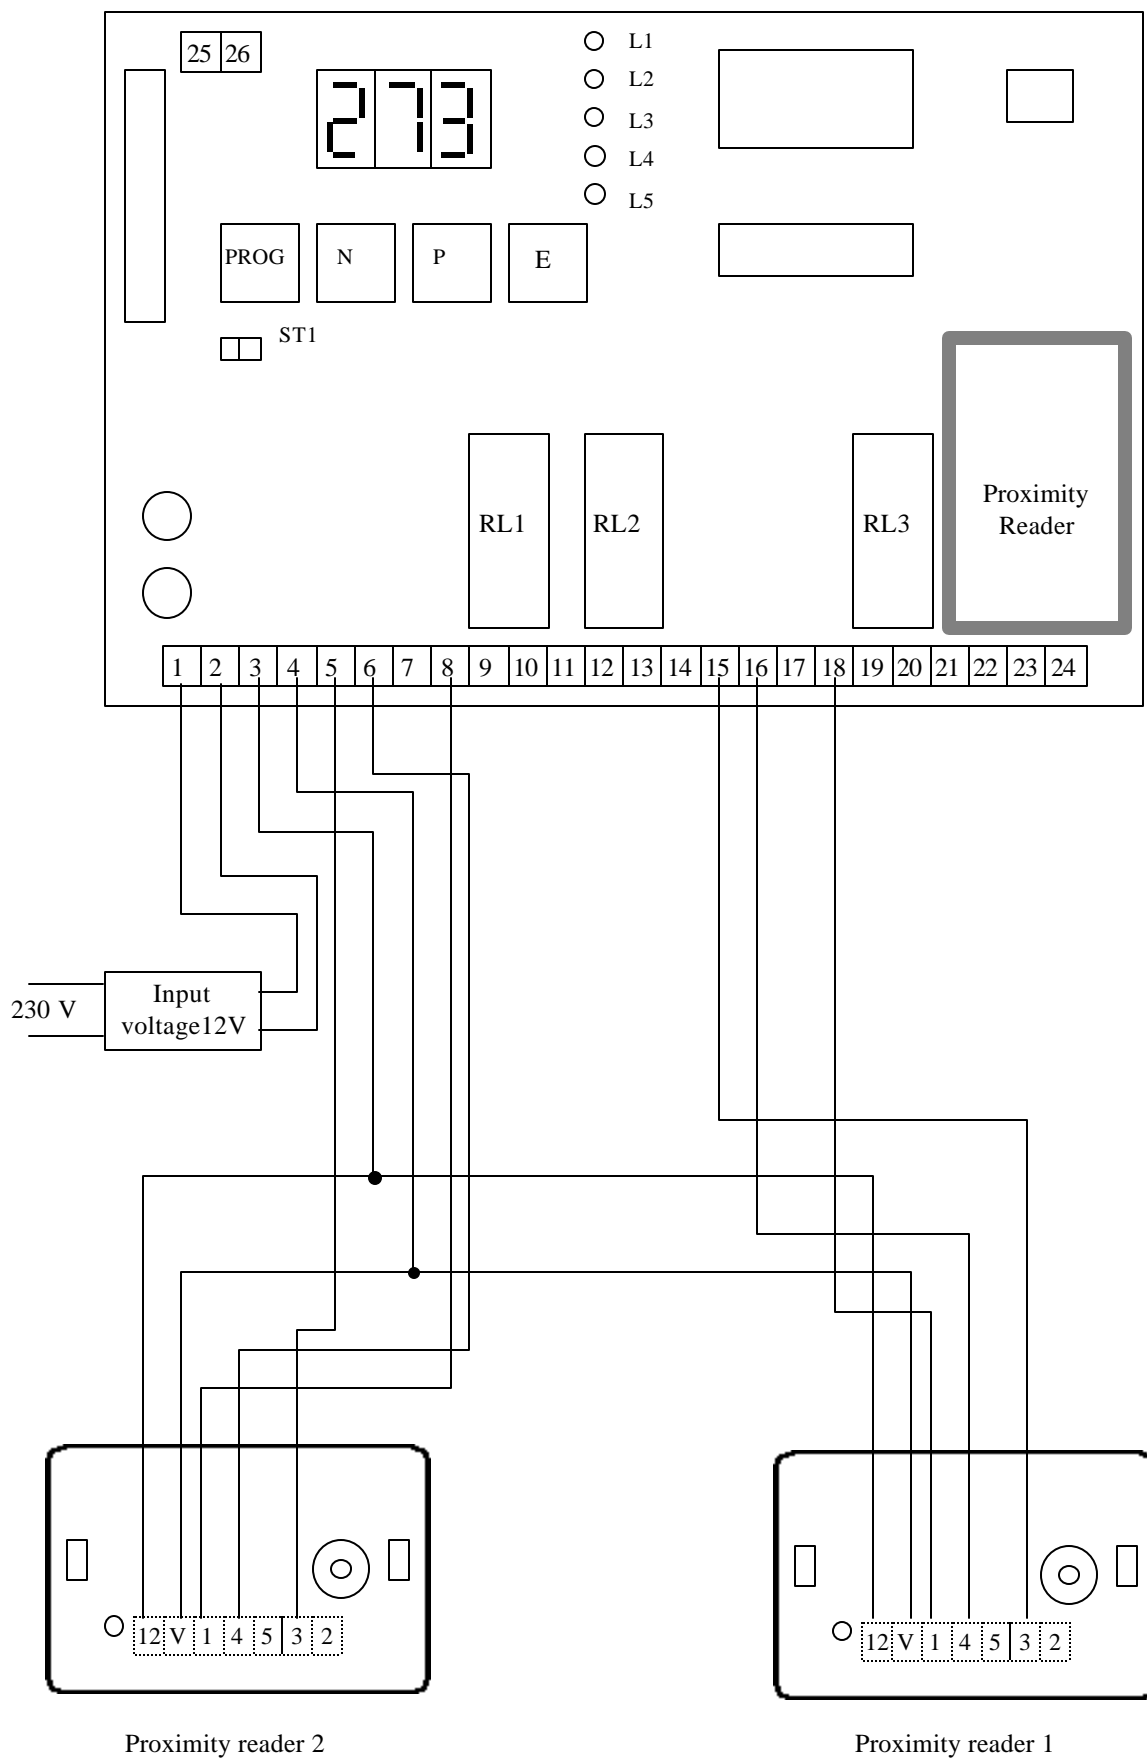 25 26
273
L1
L2
L3
L4
L5
PROG N P E
ST1
RL1 RL2 RL3
Proximity
Reader
1 2 3 4 5 6 7 8 9 10 11 12 13 14 15 16 17 18 19 20 21 22 23 24
230 V
Input
voltage12V
12 V 1 4 5 3 2
12 V 1 4 5 3 2
Proximity reader 2
Proximity reader 1